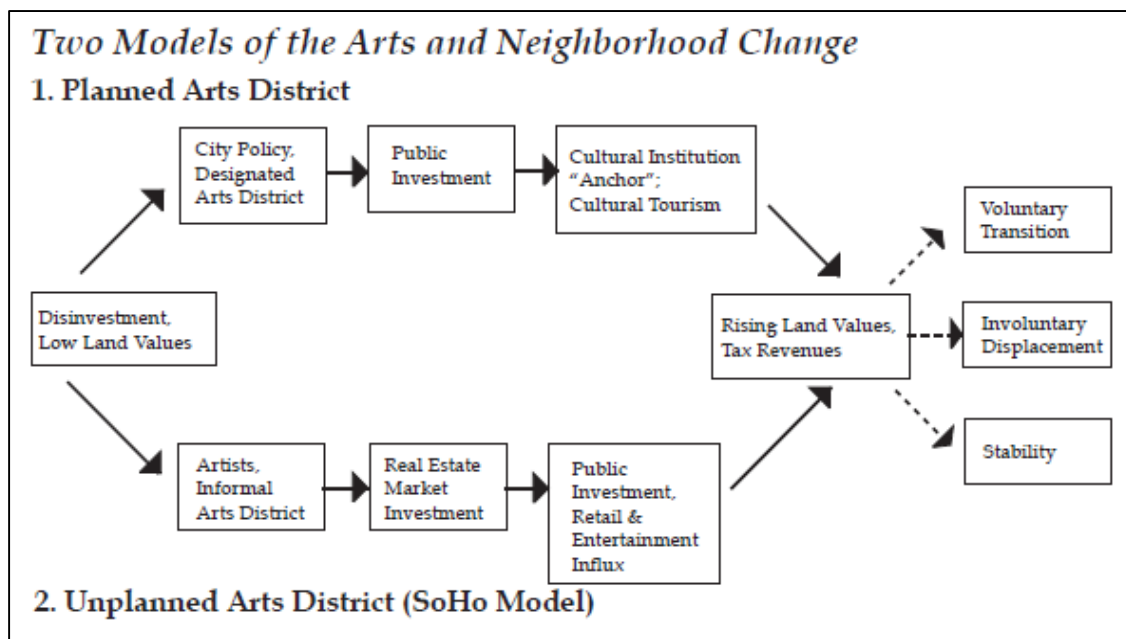 Two Models of the Arts and Neighborhood Change
1. Planned Arts District
City Policy,
Designated
Arts District
Public
Investment
Cultural Institution
“Anchor”;
Cultural Tourism
Voluntary
Transition
Disinvestment,
Low Land Values
Rising Land Values,
Tax Revenues
Involuntary
Displacement
Artists,
Informal
Arts District
Real Estate
Market
Investment
Public
Investment,
Retail &
Entertainment
Influx
Stability
2. Unplanned Arts District (SoHo Model)